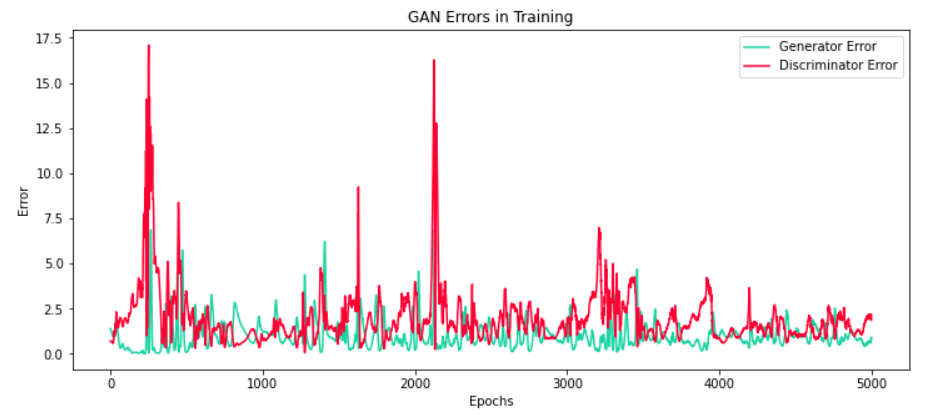 GAN Errors in Training
Generator Error
Discriminator Error
17.5
15.0
12.5
10.0
7.5
5.0
2.5
0.0
Error
0 1000 2000 3000 4000 5000
Epochs